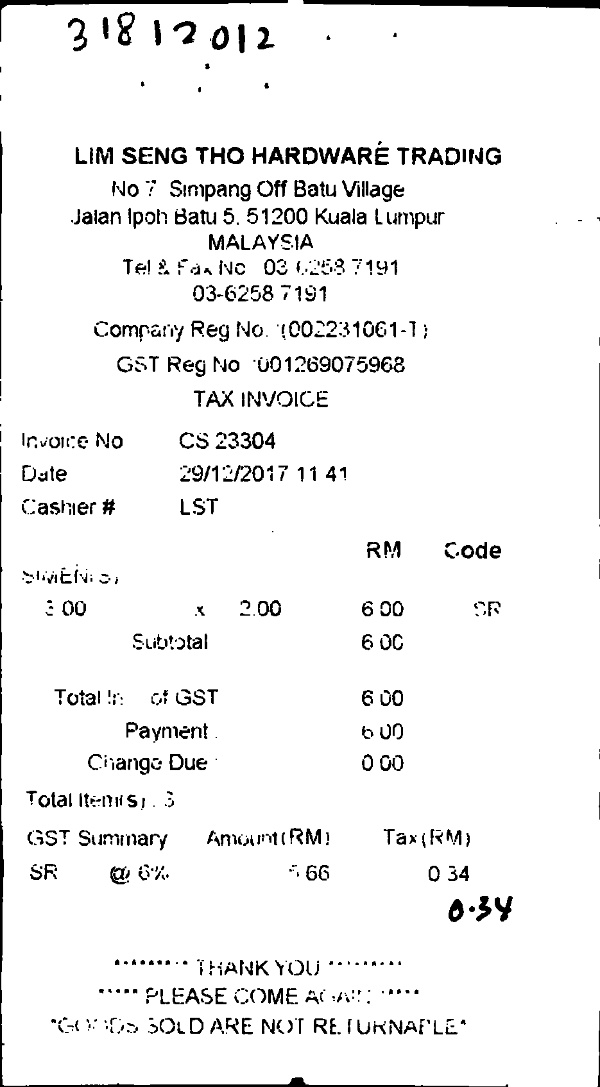 31812012
LIM SENG THO HARDWARE TRADING
No 7 Simpang Off Batu Village
Jalan Ipoh Batu 5, 51200 Kuala Lumpur
MALAYSIA
Tel & Fax No 03 6258 7191
03-6258 7191
Company Reg No. (002231061-T)
GST Reg No 001269075968
TAX INVOICE
Invoice No CS 23304
Date 29/12/2017 11 41
Cashier # LST
RM Code
SIMEN(S)
3 00 x 2.00 6 00 SR
Subtotal 6 00
Total of GST 6 00
Payment 6 00
Change Due 0 00
Total Item(s) . 3
GST Summary Amount(RM) Tax(RM)
SR @ 6% 5 66 0 34
0.34
********* THANK YOU *********
***** PLEASE COME AGAIN *****
*GOODS SOLD ARE NOT RETURNABLE*